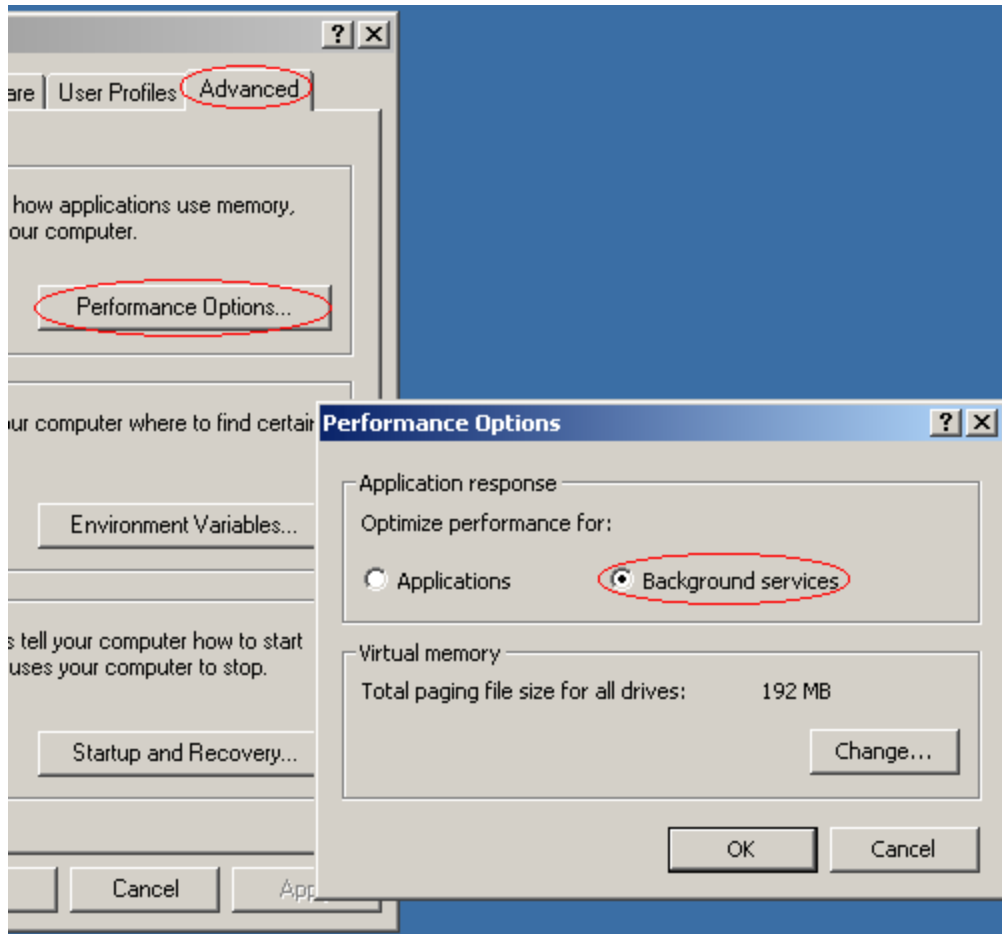 are
User Profiles
Advanced
how applications use memory,
our computer.
Performance Options...
ur computer where to find certain
Environment Variables...
s tell your computer how to start
uses your computer to stop.
Startup and Recovery...
Cancel
App
Performance Options
Application response
Optimize performance for:
Applications
Background services
Virtual memory
Total paging file size for all drives:
192 MB
Change...
OK
Cancel